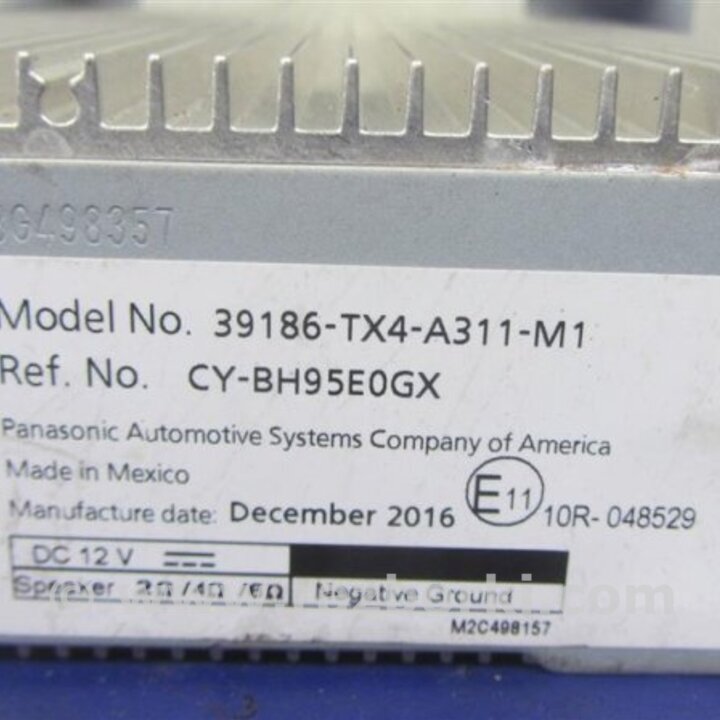 Model No. 39186-TX4-A311-M1
Ref. No. CY-BH95E0GX
Panasonic Automotive Systems Company of America
Made in Mexico
Manufacture date: December 2016 E11 10R-048529
DC 12 V
Speaker 2Ω/4Ω/6Ω Negative Ground
M2C498157